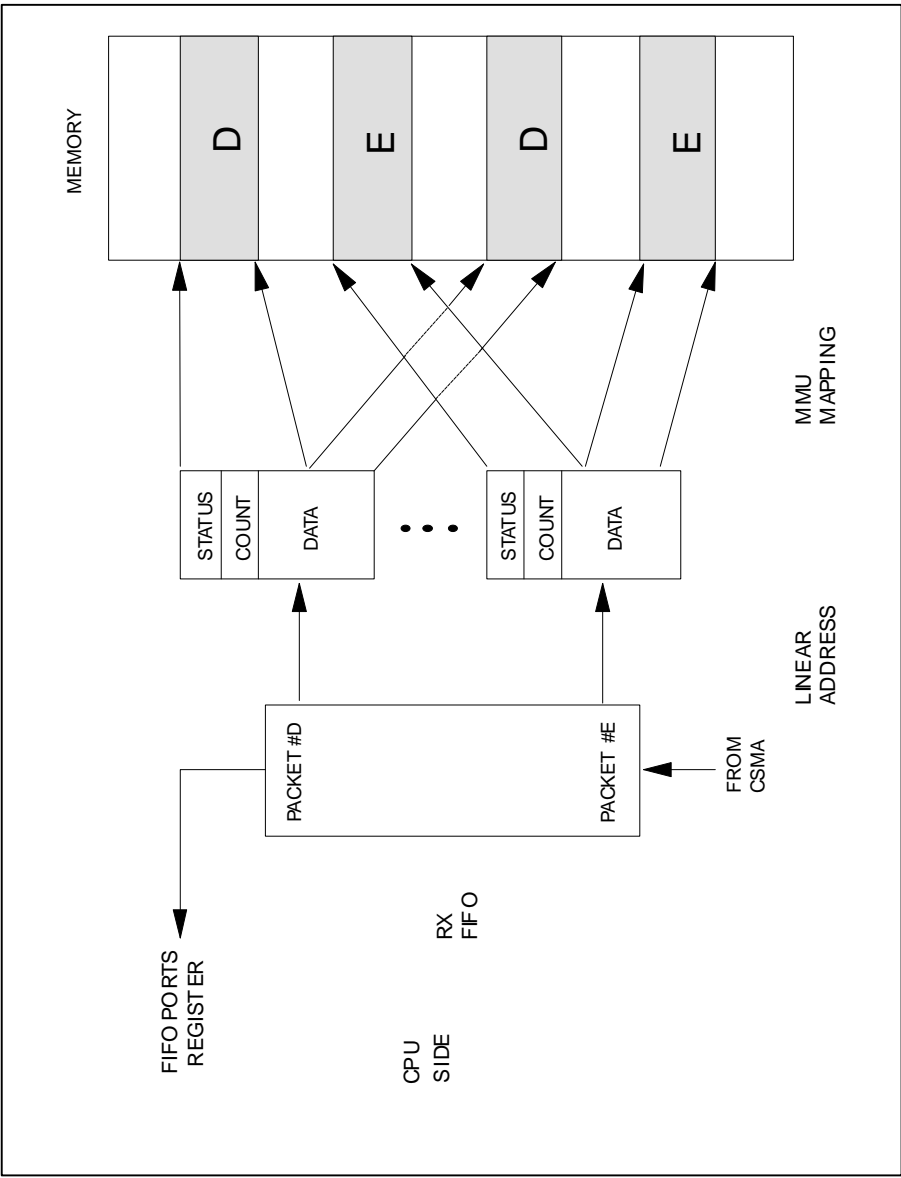 MEMORY
D
E
D
E
STATUS
COUNT
DATA
STATUS
COUNT
DATA
MMU
MAPPING
PACKET #D
PACKET #E
LINEAR
ADDRESS
FROM
CSMA
RX
FIFO
FIFO PORTS
REGISTER
CPU
SIDE